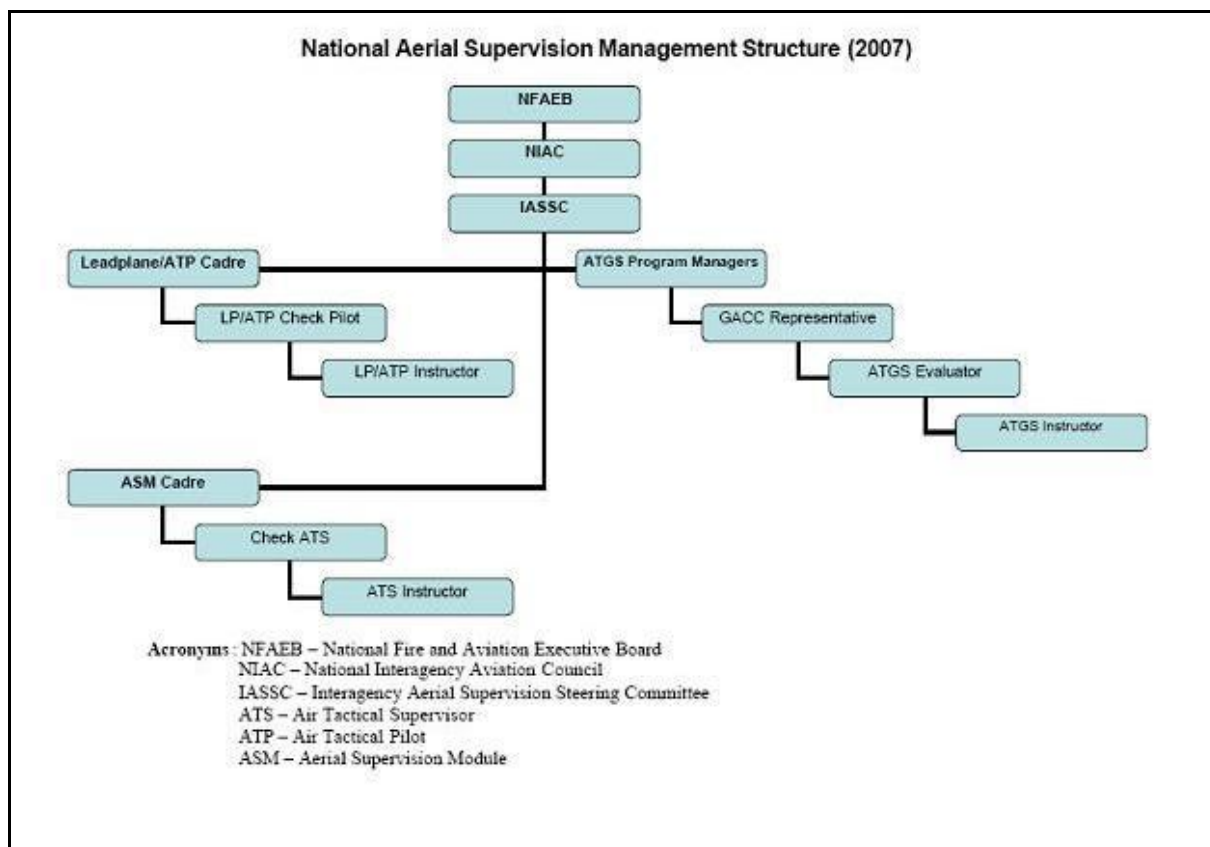 National Aerial Supervision Management Structure (2007)
NFAEB
NIAC
IASSC
Leadplane/ATP Cadre
ATGS Program Managers
LP/ATP Check Pilot
GACC Representative
LP/ATP Instructor
ATGS Evaluator
ATGS Instructor
ASM Cadre
Check ATS
ATS Instructor
Acronyms : NFAEB – National Fire and Aviation Executive Board
NIAC – National Interagency Aviation Council
IASSC – Interagency Aerial Supervision Steering Committee
ATS – Air Tactical Supervisor
ATP – Air Tactical Pilot
ASM – Aerial Supervision Module